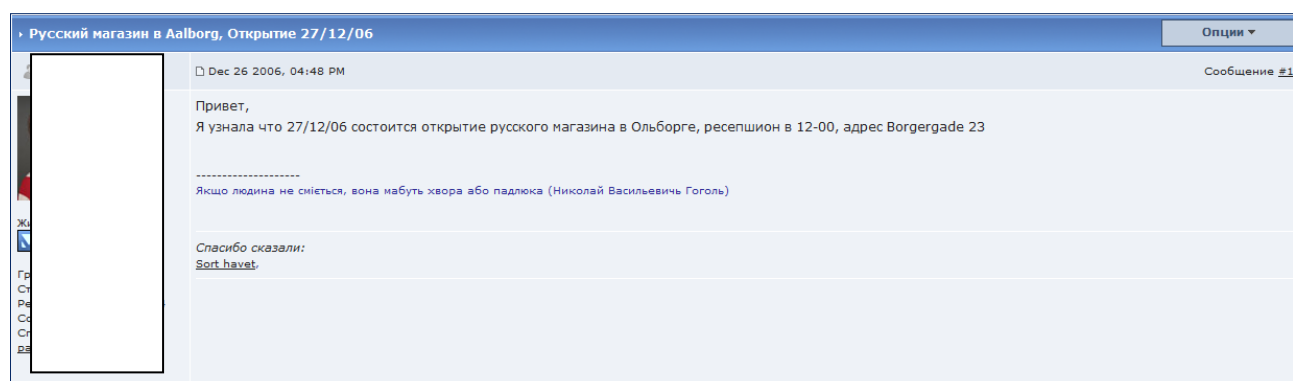 Русский магазин в Aalborg, Открытие 27/12/06
Опции
Dec 26 2006, 04:48 PM
Сообщение #1
Привет,
Я узнала что 27/12/06 состоится открытие русского магазина в Ольборге, ресепшион в 12-00, адрес Borgergade 23
--------------------
Якщо людина не сміється, вона мабуть хвора або падлюка (Николай Васильевичь Гоголь)
Спасибо сказали:
Sort havet,